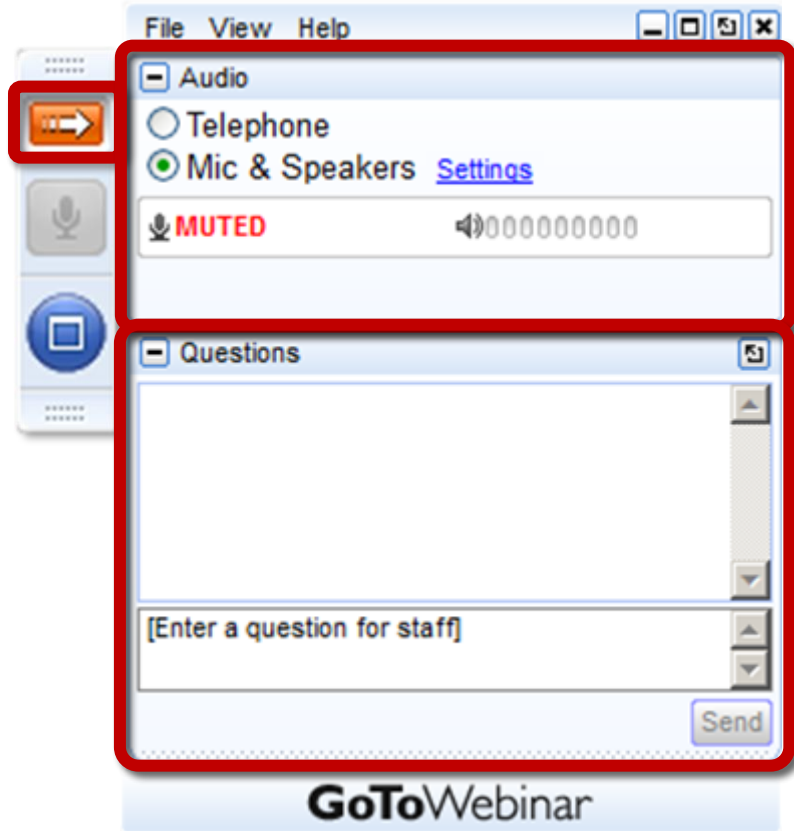 File View Help
Audio
Telephone
Mic & Speakers Settings
MUTED
Questions
[Enter a question for staff]
Send
GoToWebinar